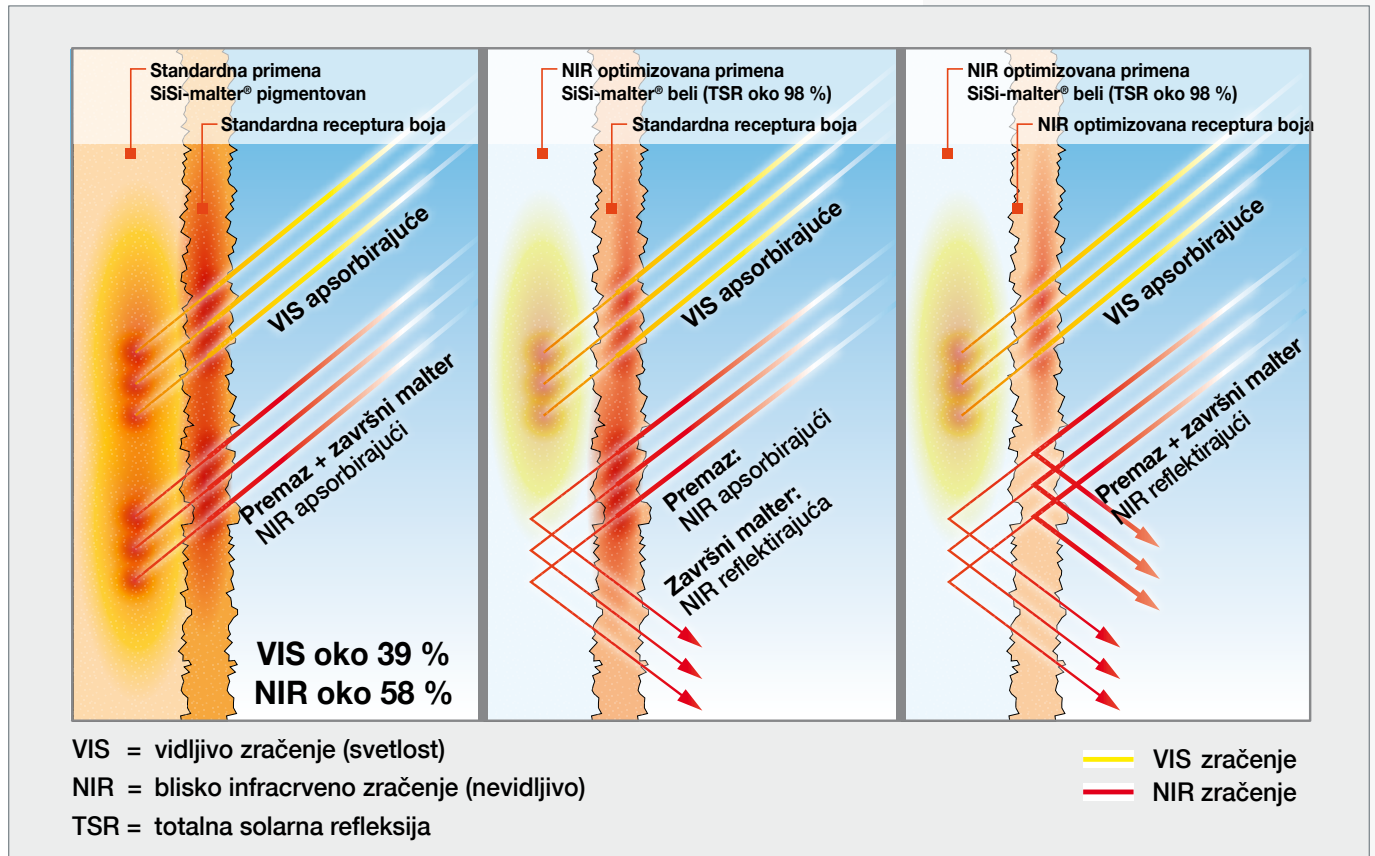 Standardna primena
SiSi-malter® pigmentovan
Standardna receptura boja
VIS apsorbirajuće
Premaz + završni malter
NIR apsorbirajući
VIS oko 39 %
NIR oko 58 %
NIR optimizovana primena
SiSi-malter® beli (TSR oko 98 %)
Standardna receptura boja
VIS apsorbirajuće
Premaz:
NIR apsorbirajući
Završni malter:
NIR reflektirajuća
NIR optimizovana primena
SiSi-malter® beli (TSR oko 98 %)
NIR optimizovana receptura boja
VIS apsorbirajuće
Premaz + završni malter
NIR reflektirajući
VIS = vidljivo zračenje (svetlost)
NIR = blisko infracrveno zračenje (nevidljivo)
TSR = totalna solarna refleksija
VIS zračenje
NIR zračenje